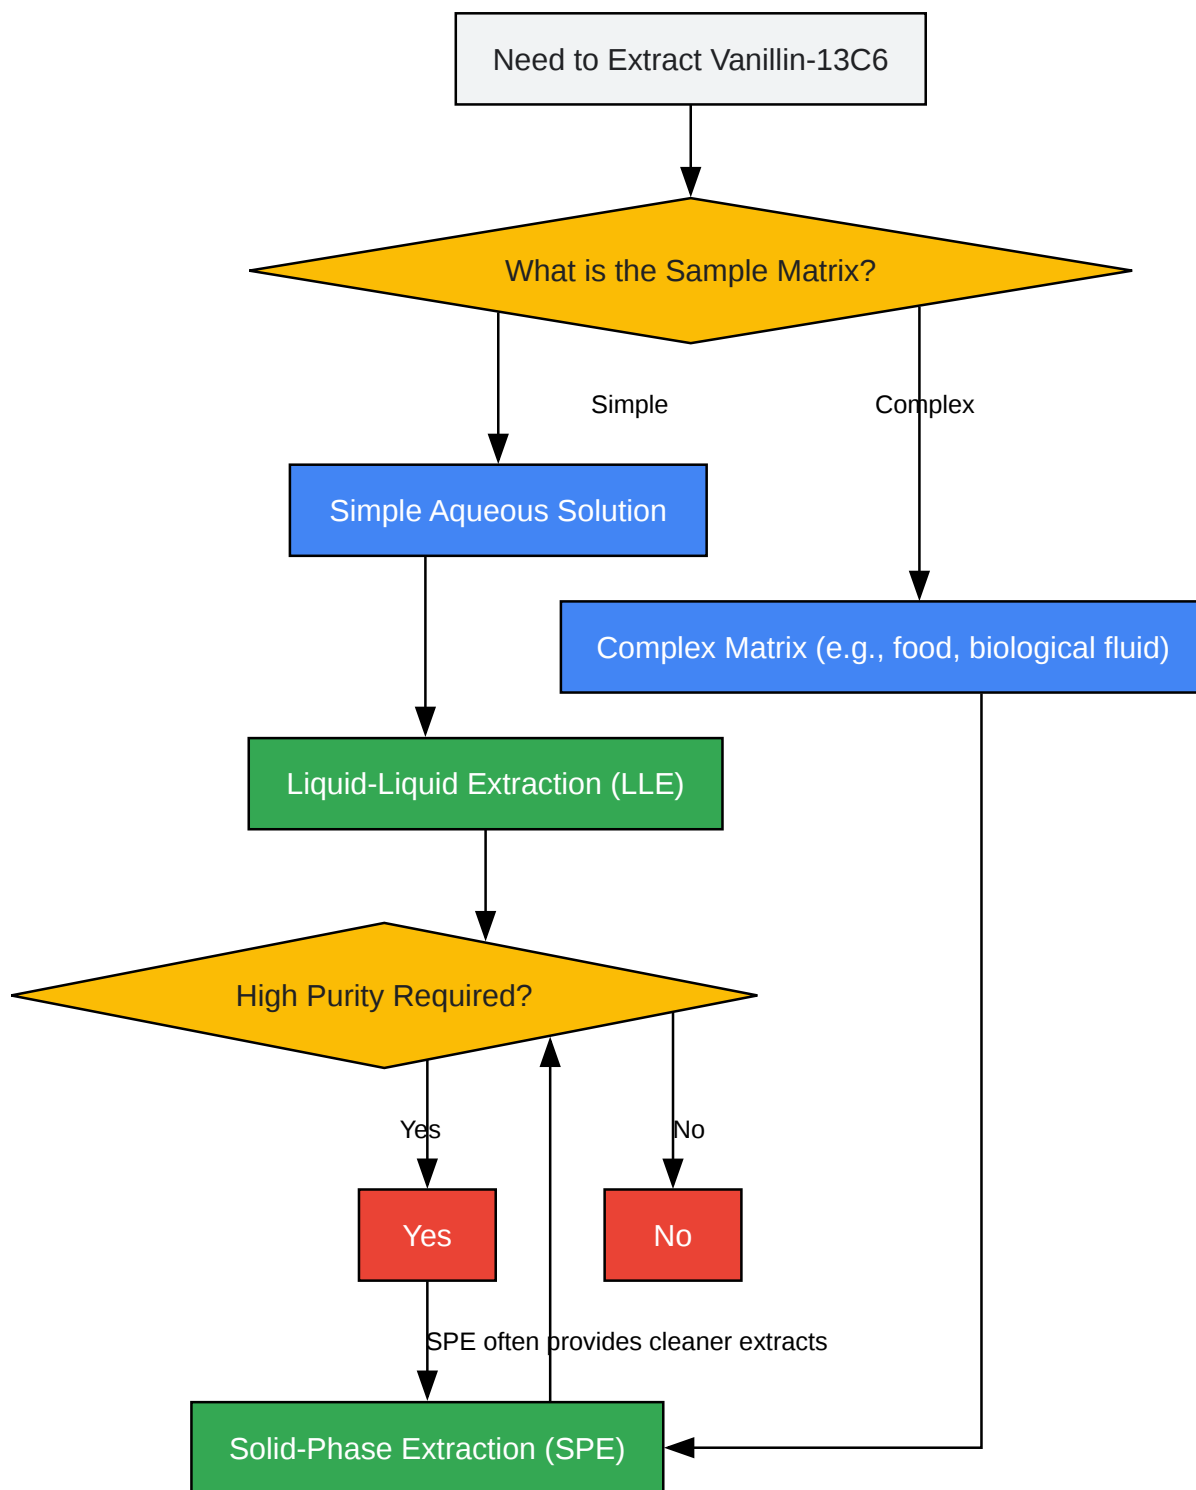 Need to Extract Vanillin-13C6
What is the Sample Matrix?
Simple
Complex
Simple Aqueous Solution
Complex Matrix (e.g., food, biological fluid)
Liquid-Liquid Extraction (LLE)
High Purity Required?
Yes
No
Yes
No
SPE often provides cleaner extracts
Solid-Phase Extraction (SPE)